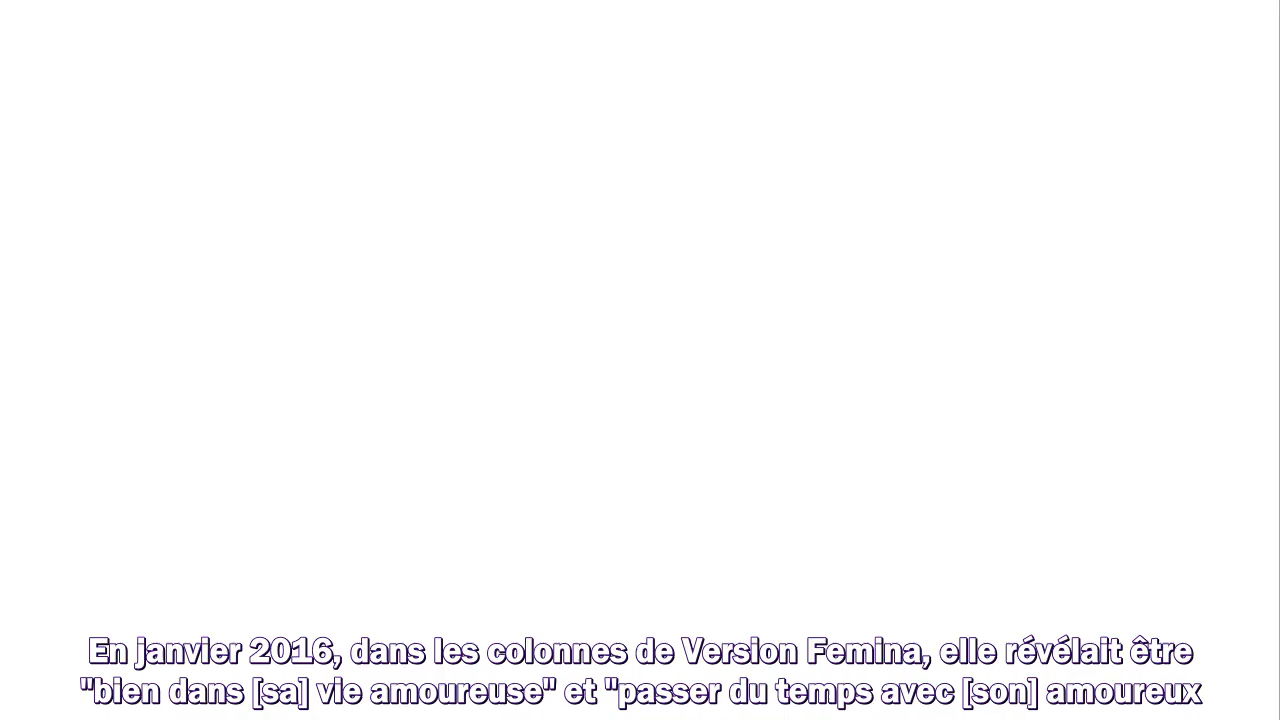 En janvier 2016, dans les colonnes de Version Femina, elle révélait être
"bien dans [sa] vie amoureuse" et "passer du temps avec [son] amoureux